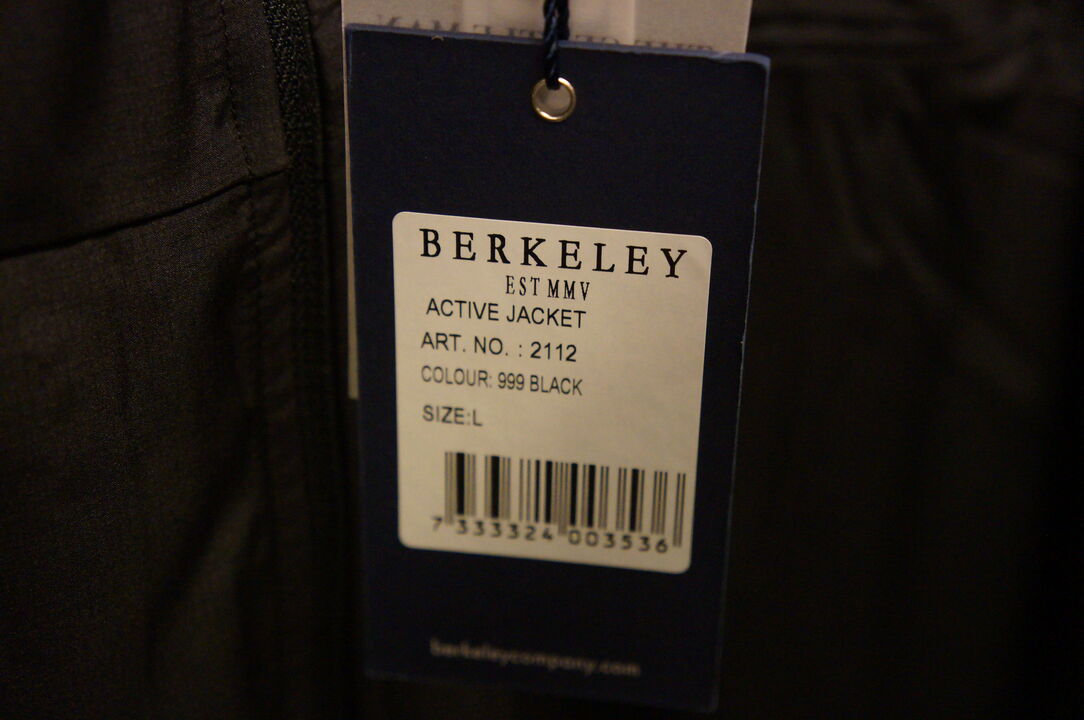 BERKELEY
EST MMV
ACTIVE JACKET
ART. NO. : 2112
COLOUR: 999 BLACK
SIZE:L
7 333324 003536
berkeleycompany.com